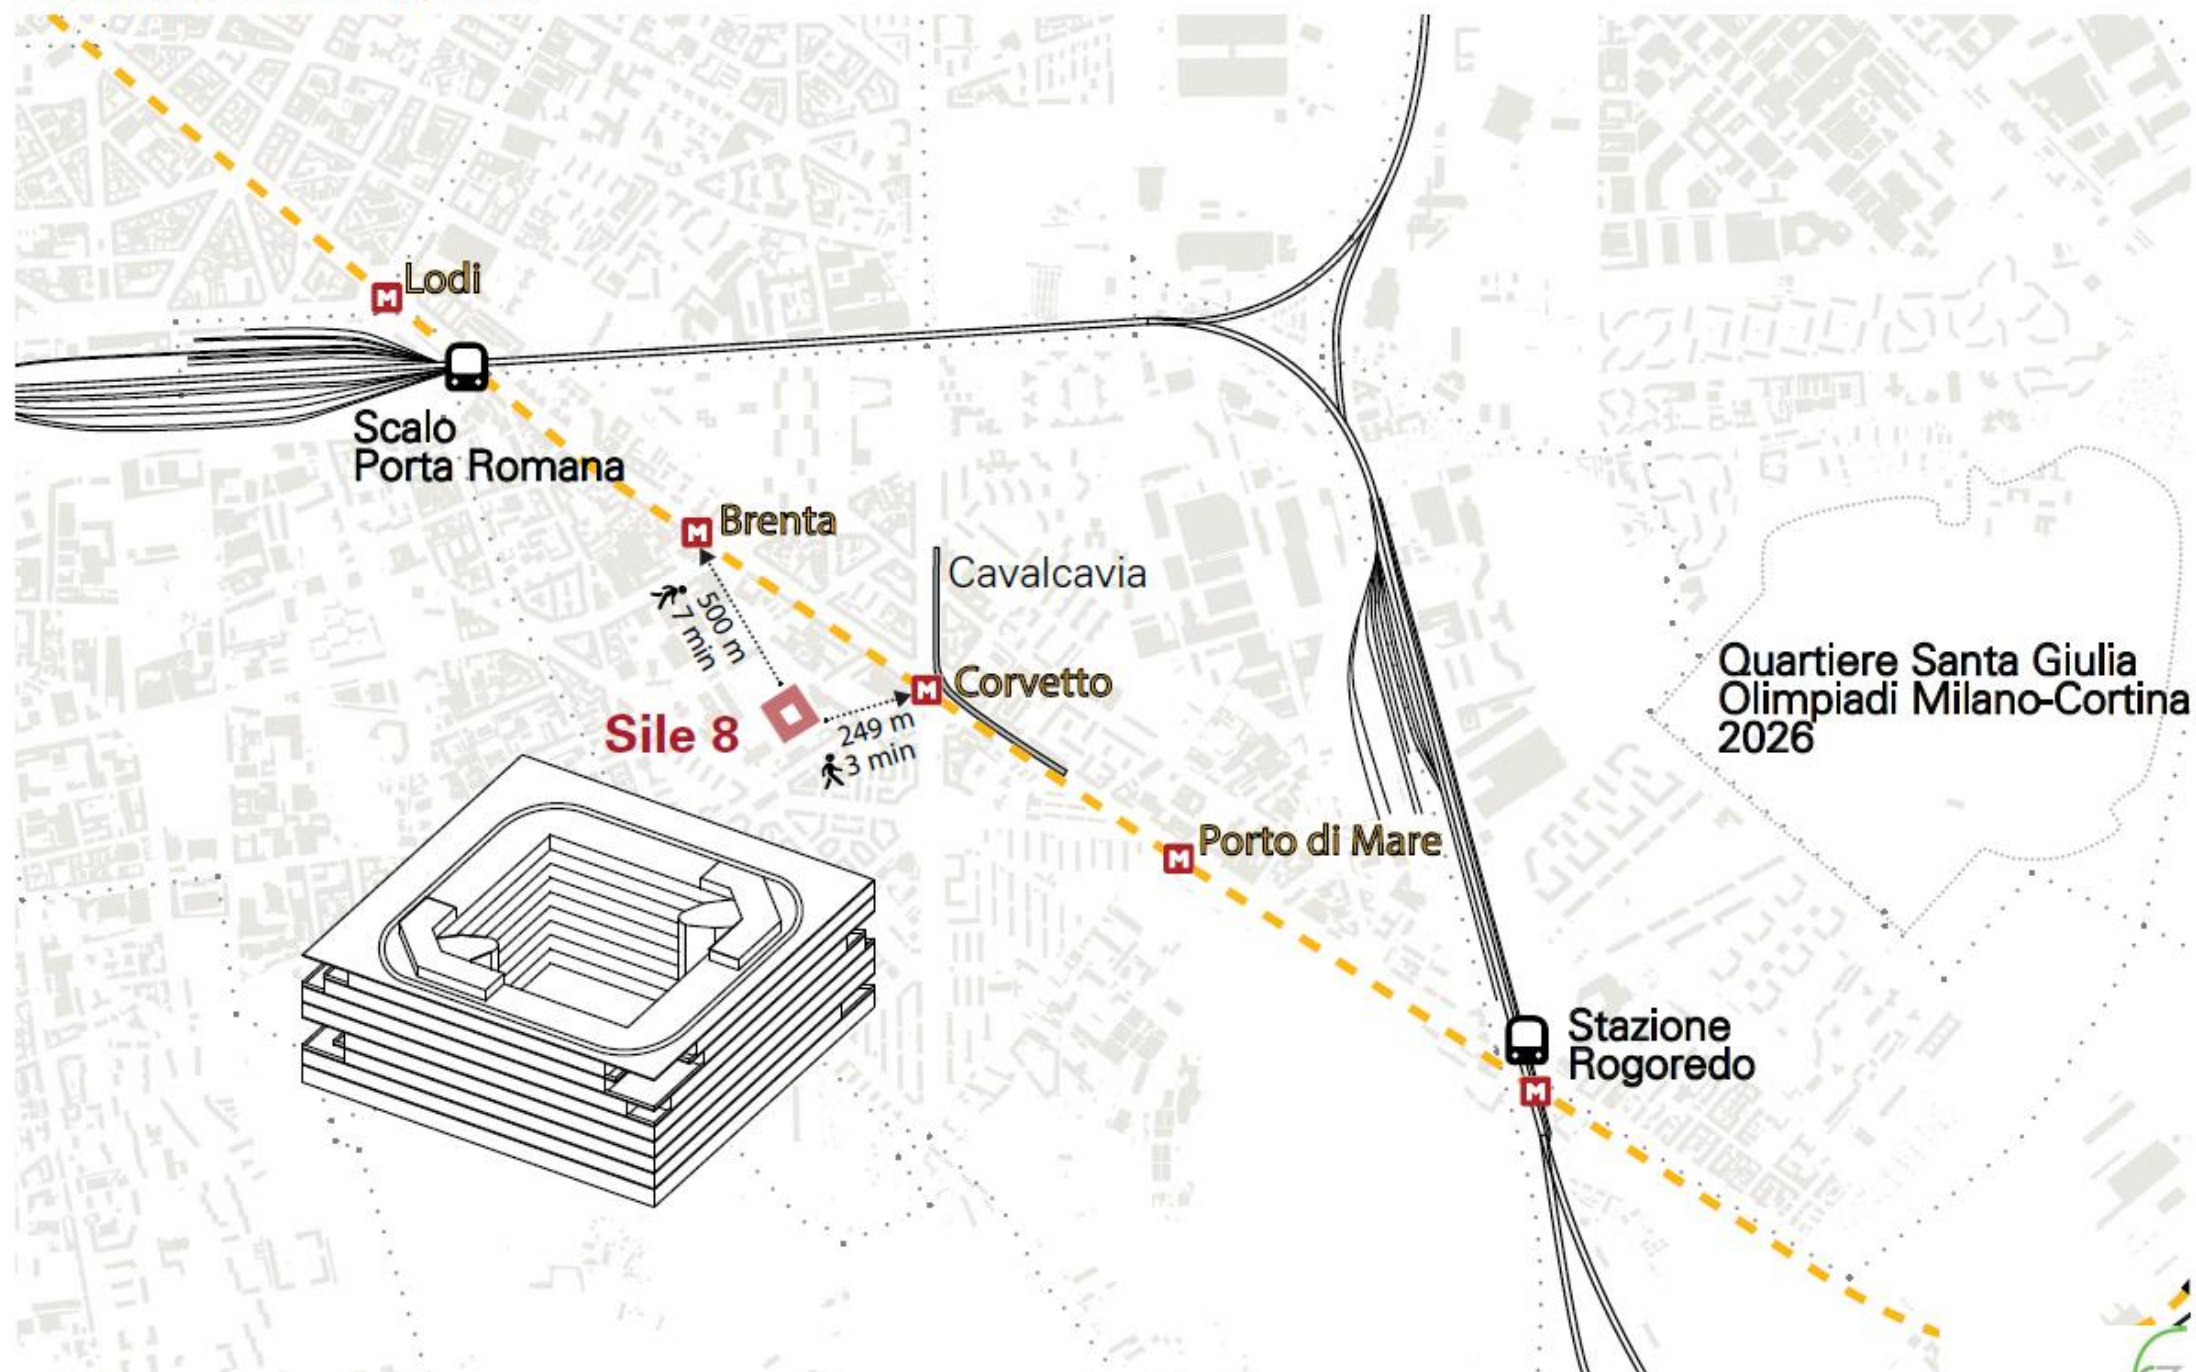 Lodi
Scalo
Porta Romana
Brenta
Cavalcavia
500 m
7 min
Corvetto
Sile 8
249 m
3 min
Quartiere Santa Giulia
Olimpiadi Milano-Cortina
2026
Porto di Mare
Stazione
Rogoredo
M
M
M
M
M